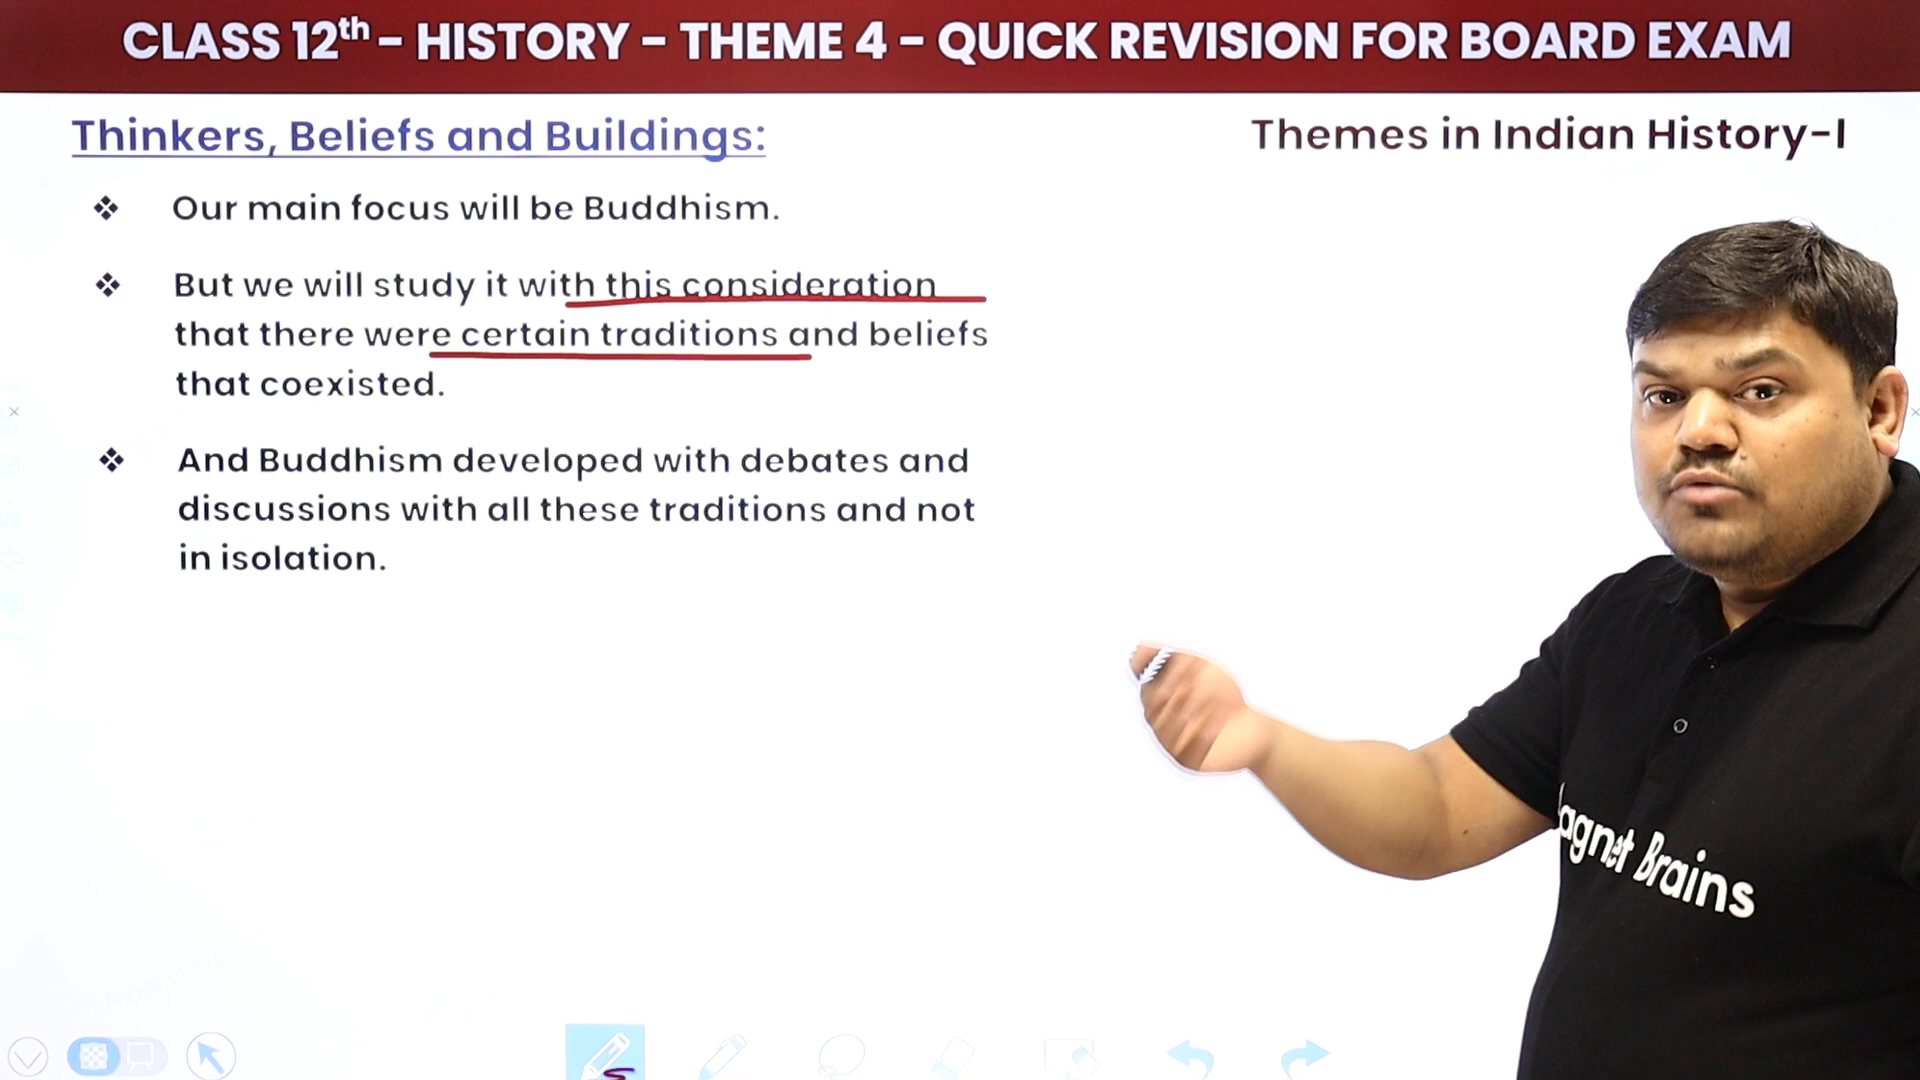 CLASS 12th - HISTORY - THEME 4 - QUICK REVISION FOR BOARD EXAM
Thinkers, Beliefs and Buildings:
Themes in Indian History-I
Our main focus will be Buddhism.
But we will study it with this consideration
that there were certain traditions and beliefs
that coexisted.
And Buddhism developed with debates and
discussions with all these traditions and not
in isolation.
agnet Brains